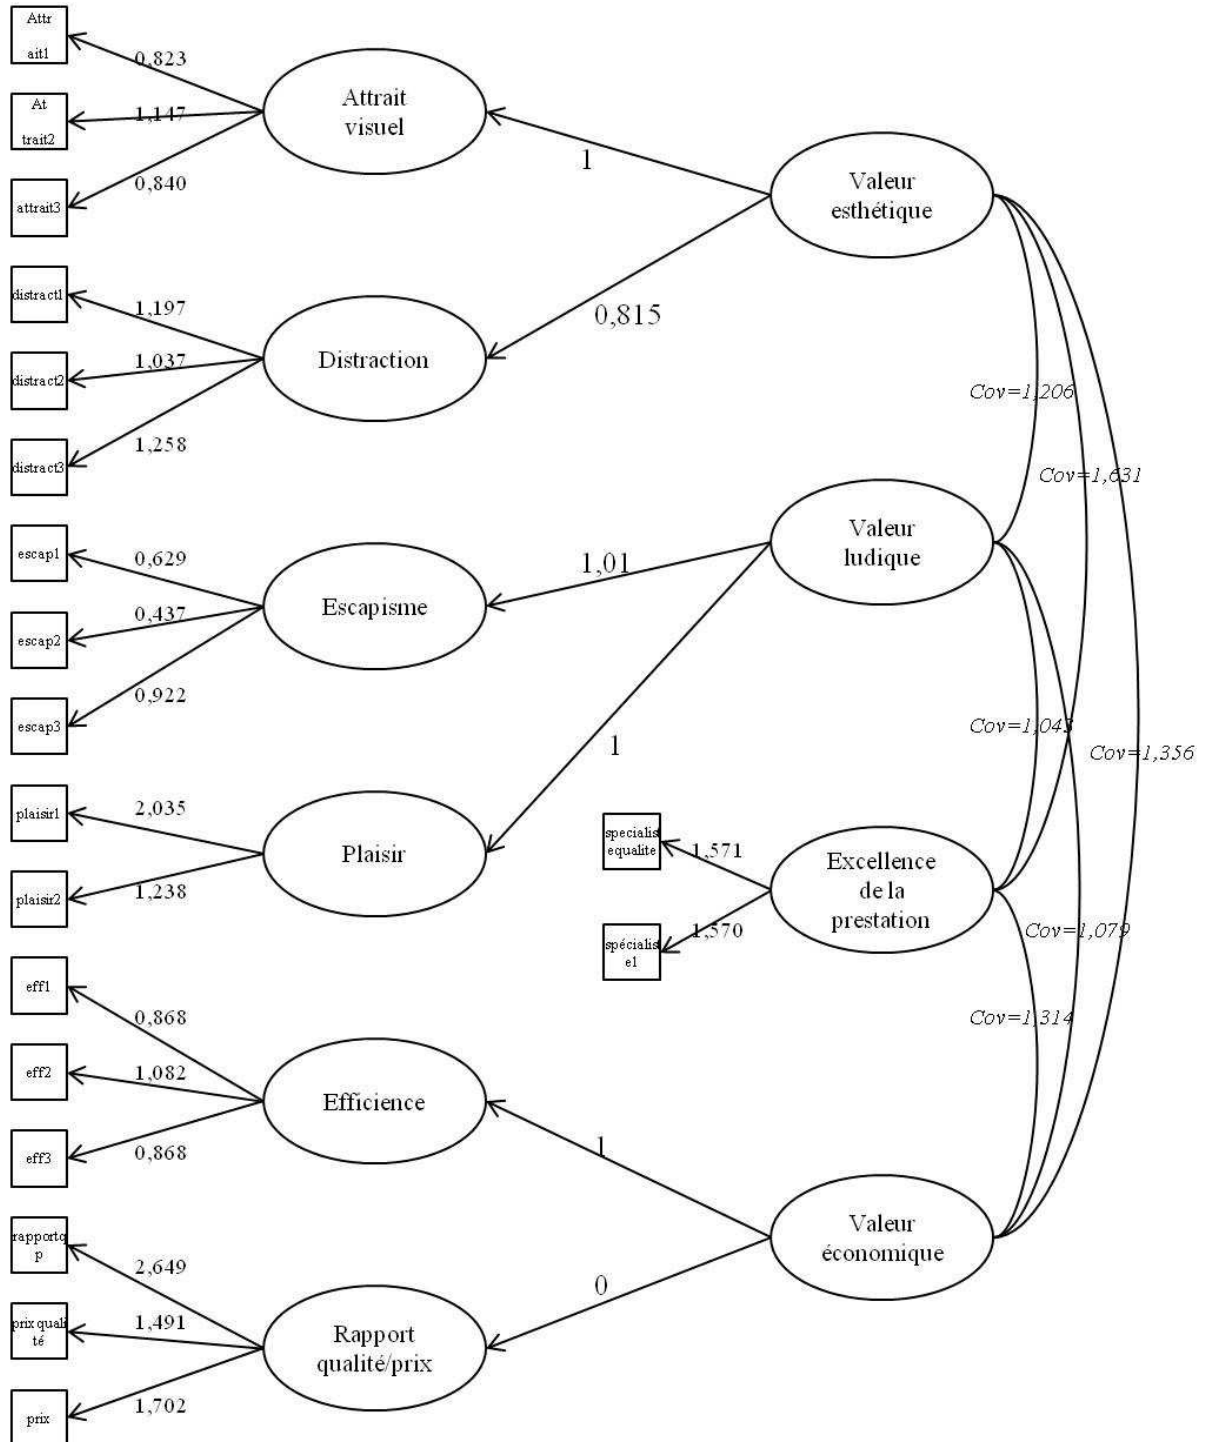 Attr
ait1
0,823
At
trait2
1,147
attrait3
0,840
Attrait
visuel
1
Valeur
esthétique
distract1
1,197
distract2
1,037
distract3
1,258
Distraction
0,815
Cov=1,206
Cov=1,631
escap1
0,629
escap2
0,437
escap3
0,922
Escapisme
1,01
Valeur
ludique
1
Cov=1,043
Cov=1,356
plaisir1
2,035
plaisir2
1,238
Plaisir
specialist
equalite
1,571
spécialist
e1
1,570
Excellence
de la
prestation
Cov=1,079
Cov=1,314
eff1
0,868
eff2
1,082
eff3
0,868
Efficience
1
Valeur
économique
0
rapportq
p
2,649
prix quali
té
1,491
prix
1,702
Rapport
qualité/prix